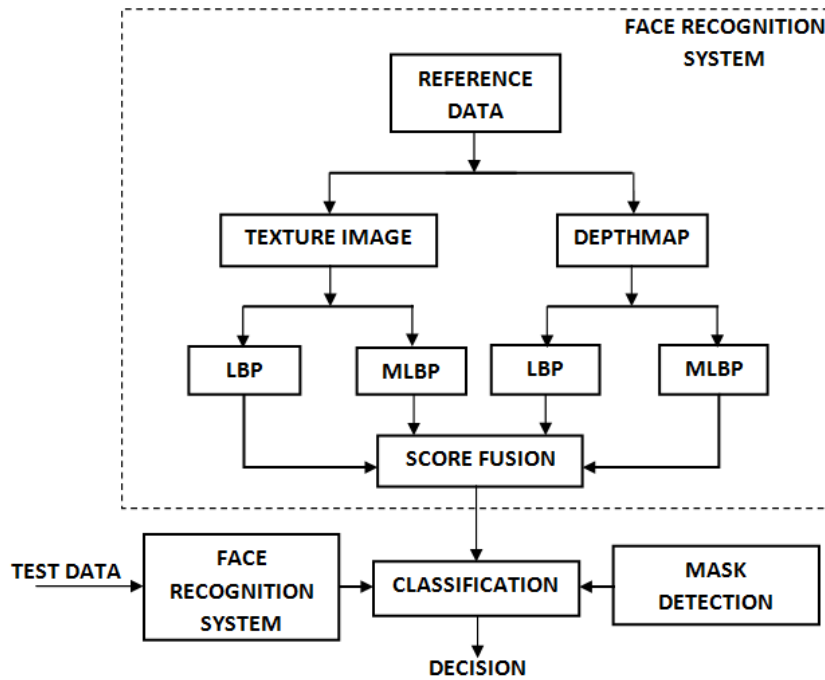 FACE RECOGNITION
SYSTEM
REFERENCE
DATA
TEXTURE IMAGE
DEPTHMAP
LBP
MLBP
LBP
MLBP
SCORE FUSION
TEST DATA
FACE
RECOGNITION
SYSTEM
CLASSIFICATION
MASK
DETECTION
DECISION